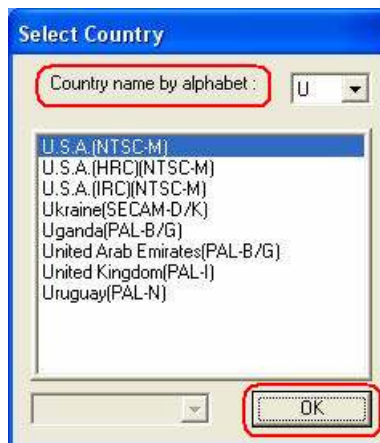 Select Country
Country name by alphabet : U
U.S.A.(NTSC-M)
U.S.A.(HRC)(NTSC-M)
U.S.A.(IRC)(NTSC-M)
Ukraine(SECAM-D/K)
Uganda(PAL-B/G)
United Arab Emirates(PAL-B/G)
United Kingdom(PAL-I)
Uruguay(PAL-N)
OK